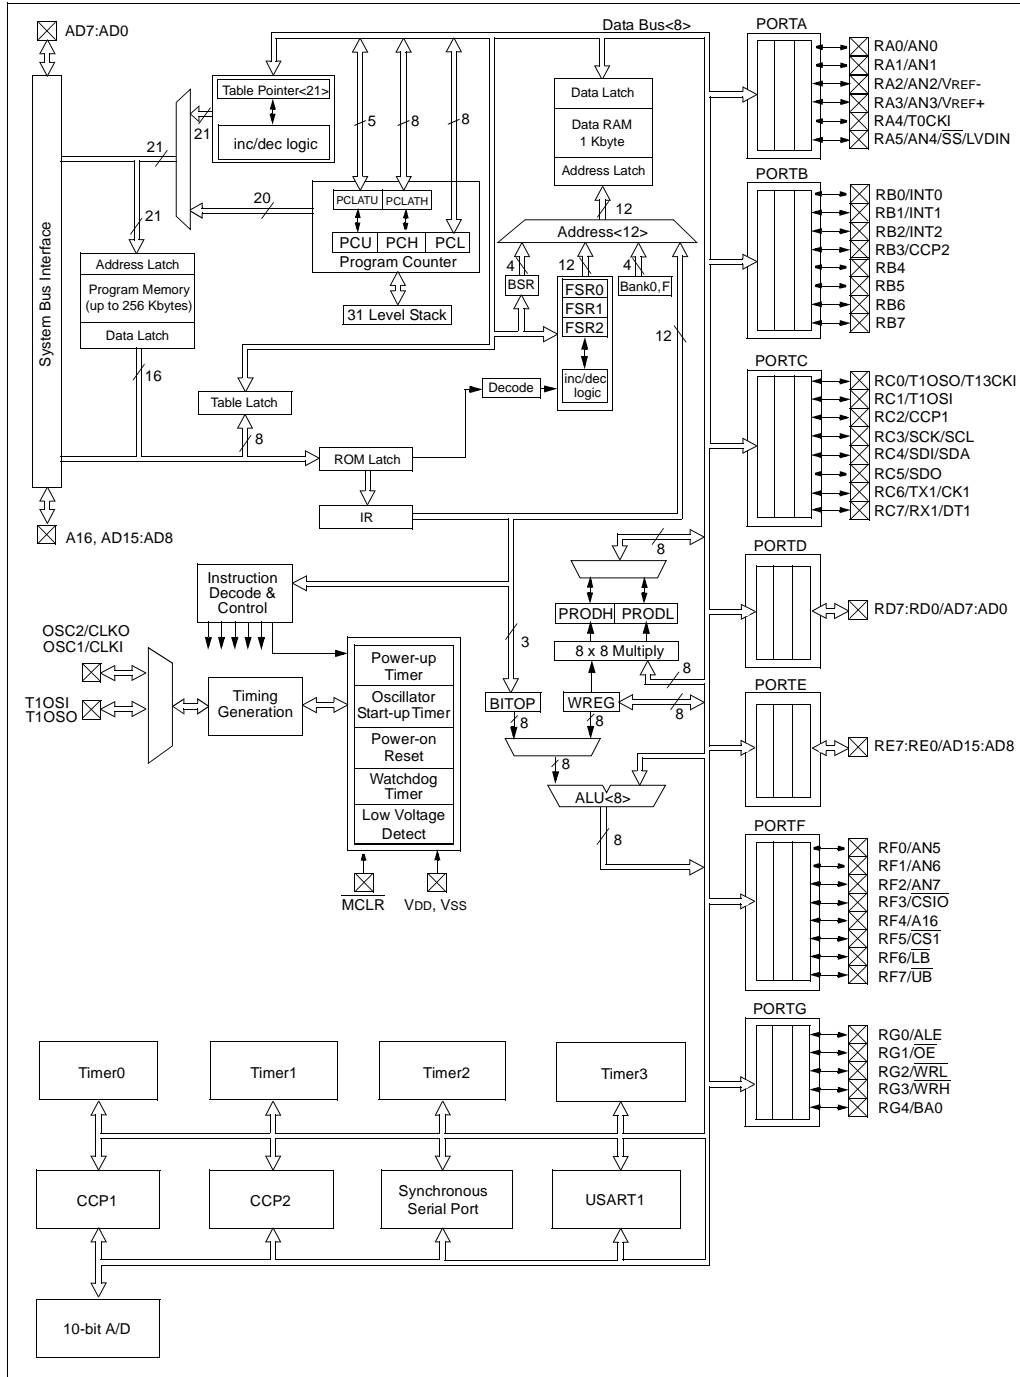 AD7:AD0
Data Bus<8>
PORTA
RA0/AN0
RA1/AN1
RA2/AN2/VREF-
RA3/AN3/VREF+
RA4/T0CKI
RA5/AN4/SS/LVDIN
Table Pointer<21>
inc/dec logic
21
21
5
8
8
Data Latch
Data RAM
1 Kbyte
Address Latch
12
20
PCLATU
PCLATH
PCU
PCH
PCL
Program Counter
31 Level Stack
Address<12>
4
12
4
BSR
Bank0,F
FSR0
FSR1
FSR2
inc/dec
logic
12
PORTB
RB0/INT0
RB1/INT1
RB2/INT2
RB3/CCP2
RB4
RB5
RB6
RB7
System Bus Interface
21
Address Latch
Program Memory
(up to 256 Kbytes)
Data Latch
16
Table Latch
8
Decode
ROM Latch
IR
A16, AD15:AD8
PORTC
RC0/T1OSO/T13CKI
RC1/T1OSI
RC2/CCP1
RC3/SCK/SCL
RC4/SDI/SDA
RC5/SDO
RC6/TX1/CK1
RC7/RX1/DT1
Instruction
Decode &
Control
OSC2/CLKO
OSC1/CLKI
T1OSI
T1OSO
Timing
Generation
Power-up
Timer
Oscillator
Start-up Timer
Power-on
Reset
Watchdog
Timer
Low Voltage
Detect
MCLR
VDD, VSS
8
PRODH
PRODL
8 x 8 Multiply
3
8
BITOP
WREG
8
8
8
8
ALU<8>
8
PORTD
RD7:RD0/AD7:AD0
PORTE
RE7:RE0/AD15:AD8
PORTF
RF0/AN5
RF1/AN6
RF2/AN7
RF3/CSIO
RF4/A16
RF5/CS1
RF6/LB
RF7/UB
PORTG
RG0/ALE
RG1/OE
RG2/WRL
RG3/WRH
RG4/BA0
Timer0
Timer1
Timer2
Timer3
CCP1
CCP2
Synchronous
Serial Port
USART1
10-bit A/D